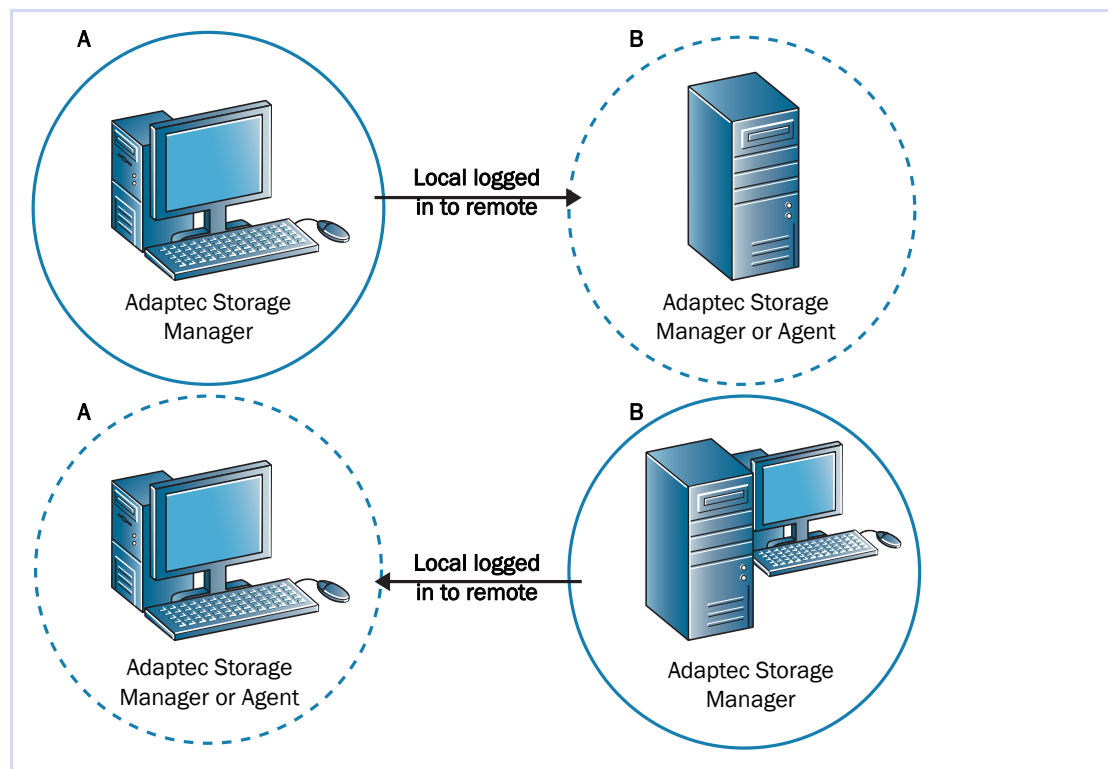 A
B
Local logged
in to remote
Adaptec Storage
Manager
Adaptec Storage
Manager or Agent
A
B
Local logged
in to remote
Adaptec Storage
Manager or Agent
Adaptec Storage
Manager